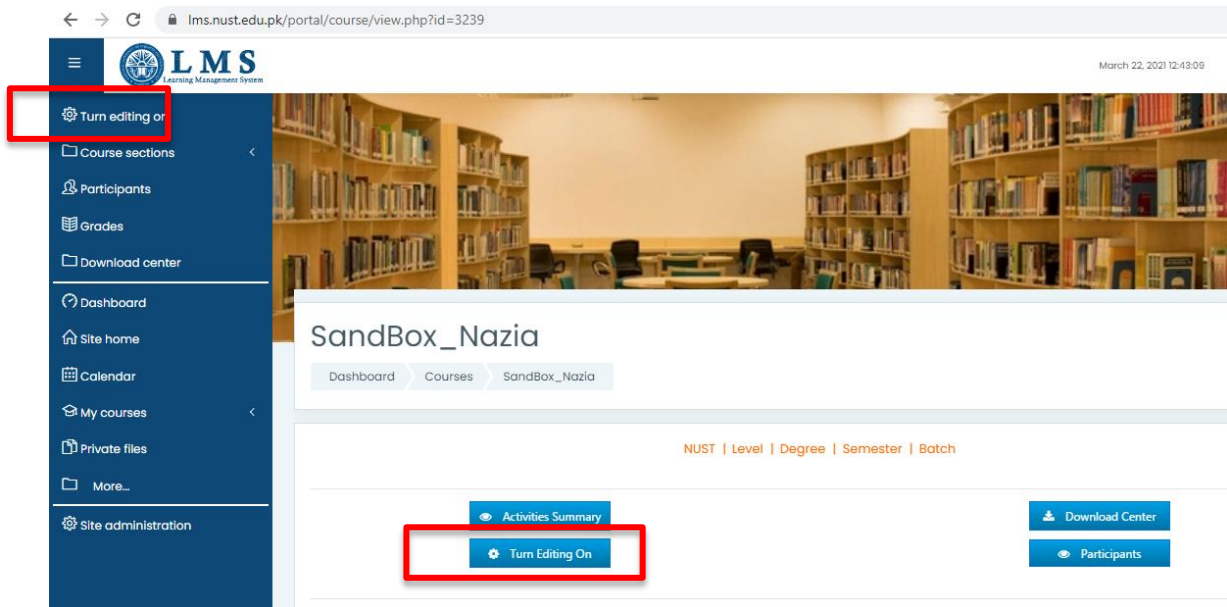 lms.nust.edu.pk/portal/course/view.php?id=3239
LMS
Learning Management System
March 22, 2021 12:43:09
Turn editing on
Course sections
Participants
Grades
Download center
Dashboard
Site home
Calendar
My courses
Private files
More...
Site administration
SandBox_Nazia
Dashboard Courses SandBox_Nazia
NUST | Level | Degree | Semester | Batch
Activities Summary
Download Center
Turn Editing On
Participants